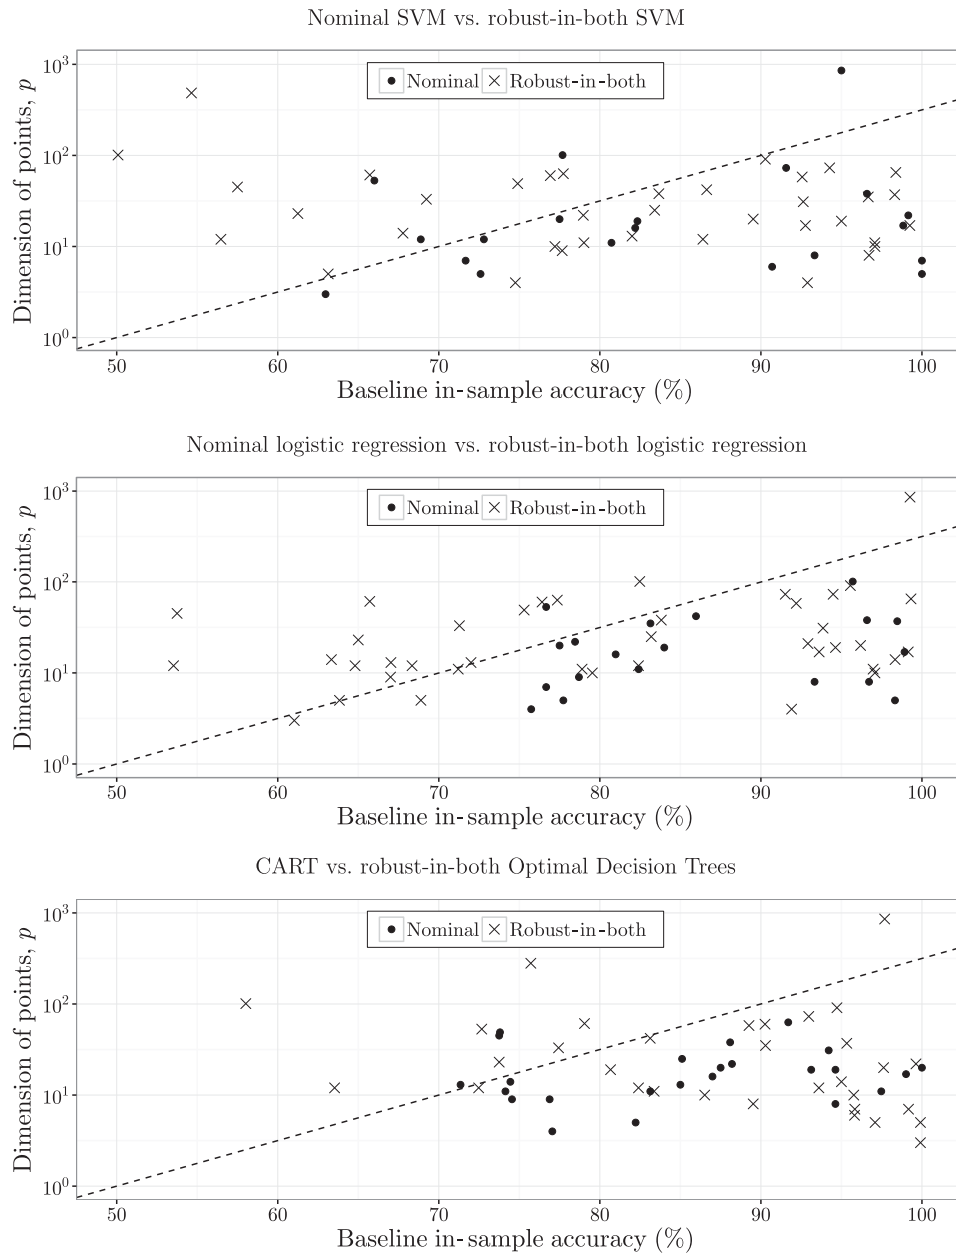 Nominal SVM vs. robust-in-both SVM
Nominal Robust-in-both
Dimension of points, p
10^3
10^2
10^1
10^0
50 60 70 80 90 100
Baseline in-sample accuracy (%)
Nominal logistic regression vs. robust-in-both logistic regression
Nominal Robust-in-both
Dimension of points, p
10^3
10^2
10^1
10^0
50 60 70 80 90 100
Baseline in-sample accuracy (%)
CART vs. robust-in-both Optimal Decision Trees
Nominal Robust-in-both
Dimension of points, p
10^3
10^2
10^1
10^0
50 60 70 80 90 100
Baseline in-sample accuracy (%)